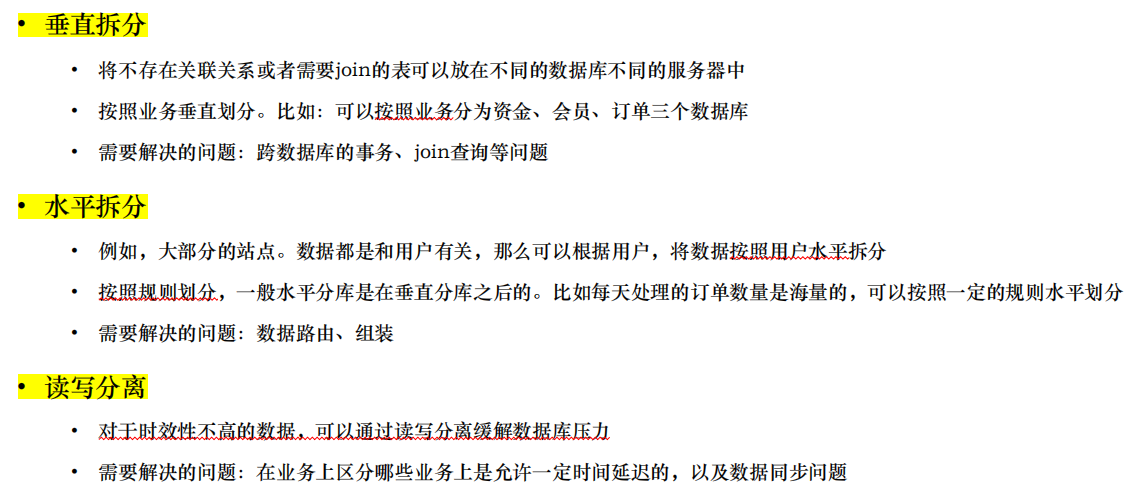 • 垂直拆分
• 将不存在关联关系或者需要join的表可以放在不同的数据库不同的服务器中
• 按照业务垂直划分。比如：可以按照业务分为资金、会员、订单三个数据库
• 需要解决的问题：跨数据库的事务、join查询等问题
• 水平拆分
• 例如，大部分的站点。数据都是和用户有关，那么可以根据用户，将数据按照用户水平拆分
• 按照规则划分，一般水平分库是在垂直分库之后的。比如每天处理的订单数量是海量的，可以按照一定的规则水平划分
• 需要解决的问题：数据路由、组装
• 读写分离
• 对于时效性不高的数据，可以通过读写分离缓解数据库压力
• 需要解决的问题：在业务上区分哪些业务上是允许一定时间延迟的，以及数据同步问题